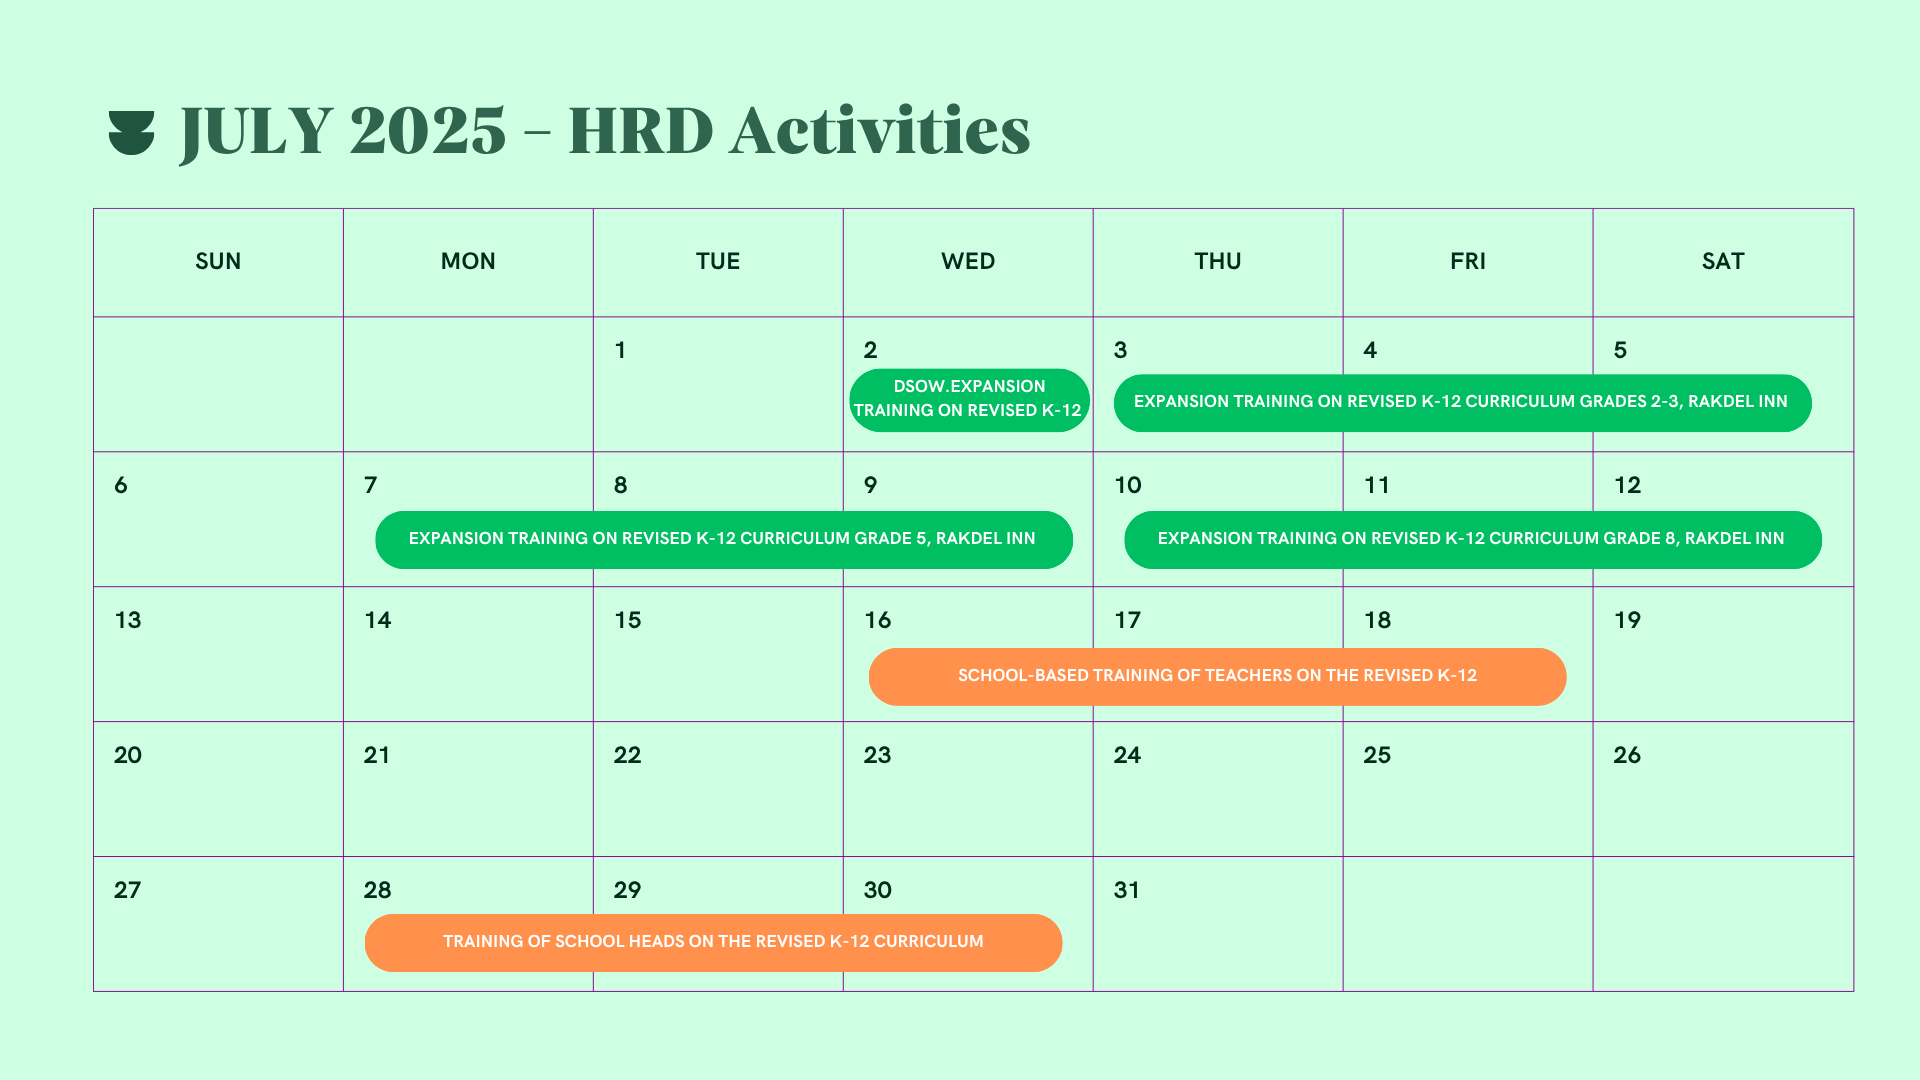 JULY 2025 – HRD Activities
SUN MON TUE WED THU FRI SAT
1 2 3 4 5
DSOW.EXPANSION
TRAINING ON REVISED K-12
EXPANSION TRAINING ON REVISED K-12 CURRICULUM GRADES 2-3, RAKDEL INN
6 7 8 9 10 11 12
EXPANSION TRAINING ON REVISED K-12 CURRICULUM GRADE 5, RAKDEL INN
EXPANSION TRAINING ON REVISED K-12 CURRICULUM GRADE 8, RAKDEL INN
13 14 15 16 17 18 19
SCHOOL-BASED TRAINING OF TEACHERS ON THE REVISED K-12
20 21 22 23 24 25 26
27 28 29 30 31
TRAINING OF SCHOOL HEADS ON THE REVISED K-12 CURRICULUM